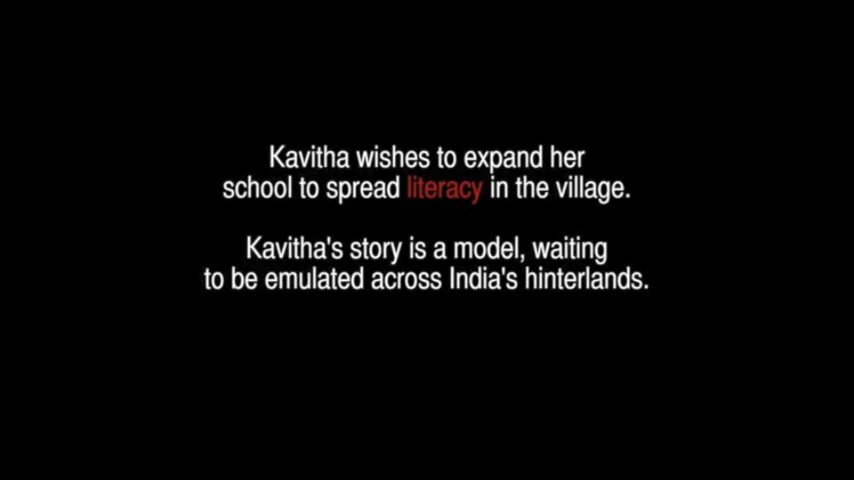 Kavitha wishes to expand her
school to spread literacy in the village.
Kavitha's story is a model, waiting
to be emulated across India's hinterlands.